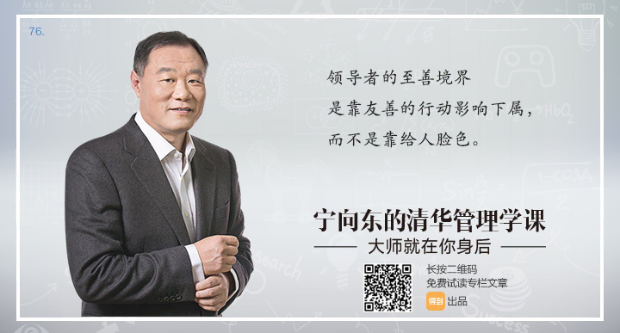 76.
领导者的至善境界
是靠友善的行动影响下属，
而不是靠给人脸色。
宁向东的清华管理学课
大师就在你身后
长按二维码
免费试读专栏文章
得到 出品